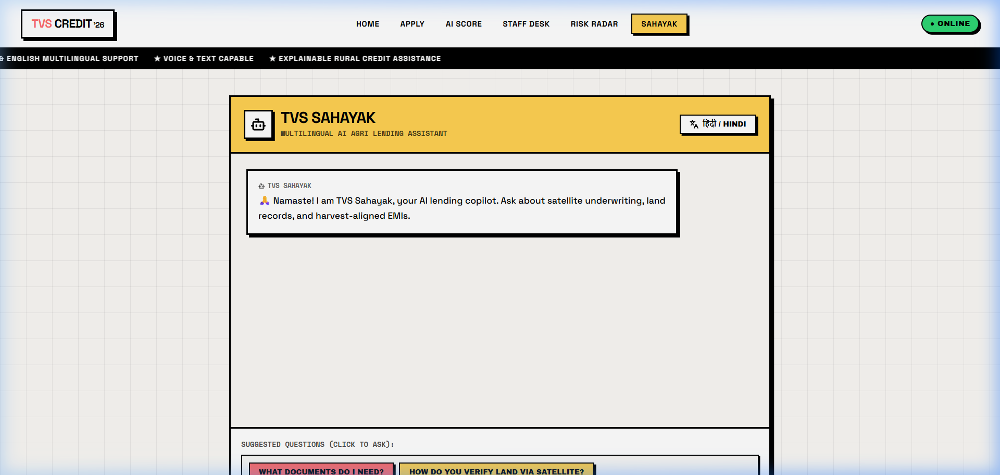 TVS CREDIT '26
HOME APPLY AI SCORE STAFF DESK RISK RADAR SAHAYAK
• ONLINE
& ENGLISH MULTILINGUAL SUPPORT ★ VOICE & TEXT CAPABLE ★ EXPLAINABLE RURAL CREDIT ASSISTANCE
TVS SAHAYAK
MULTILINGUAL AI AGRI LENDING ASSISTANT
हिंदी / HINDI
TVS SAHAYAK
🙏 Namaste! I am TVS Sahayak, your AI lending copilot. Ask about satellite underwriting, land
records, and harvest-aligned EMIs.
SUGGESTED QUESTIONS (CLICK TO ASK):
WHAT DOCUMENTS DO I NEED? HOW DO YOU VERIFY LAND VIA SATELLITE?